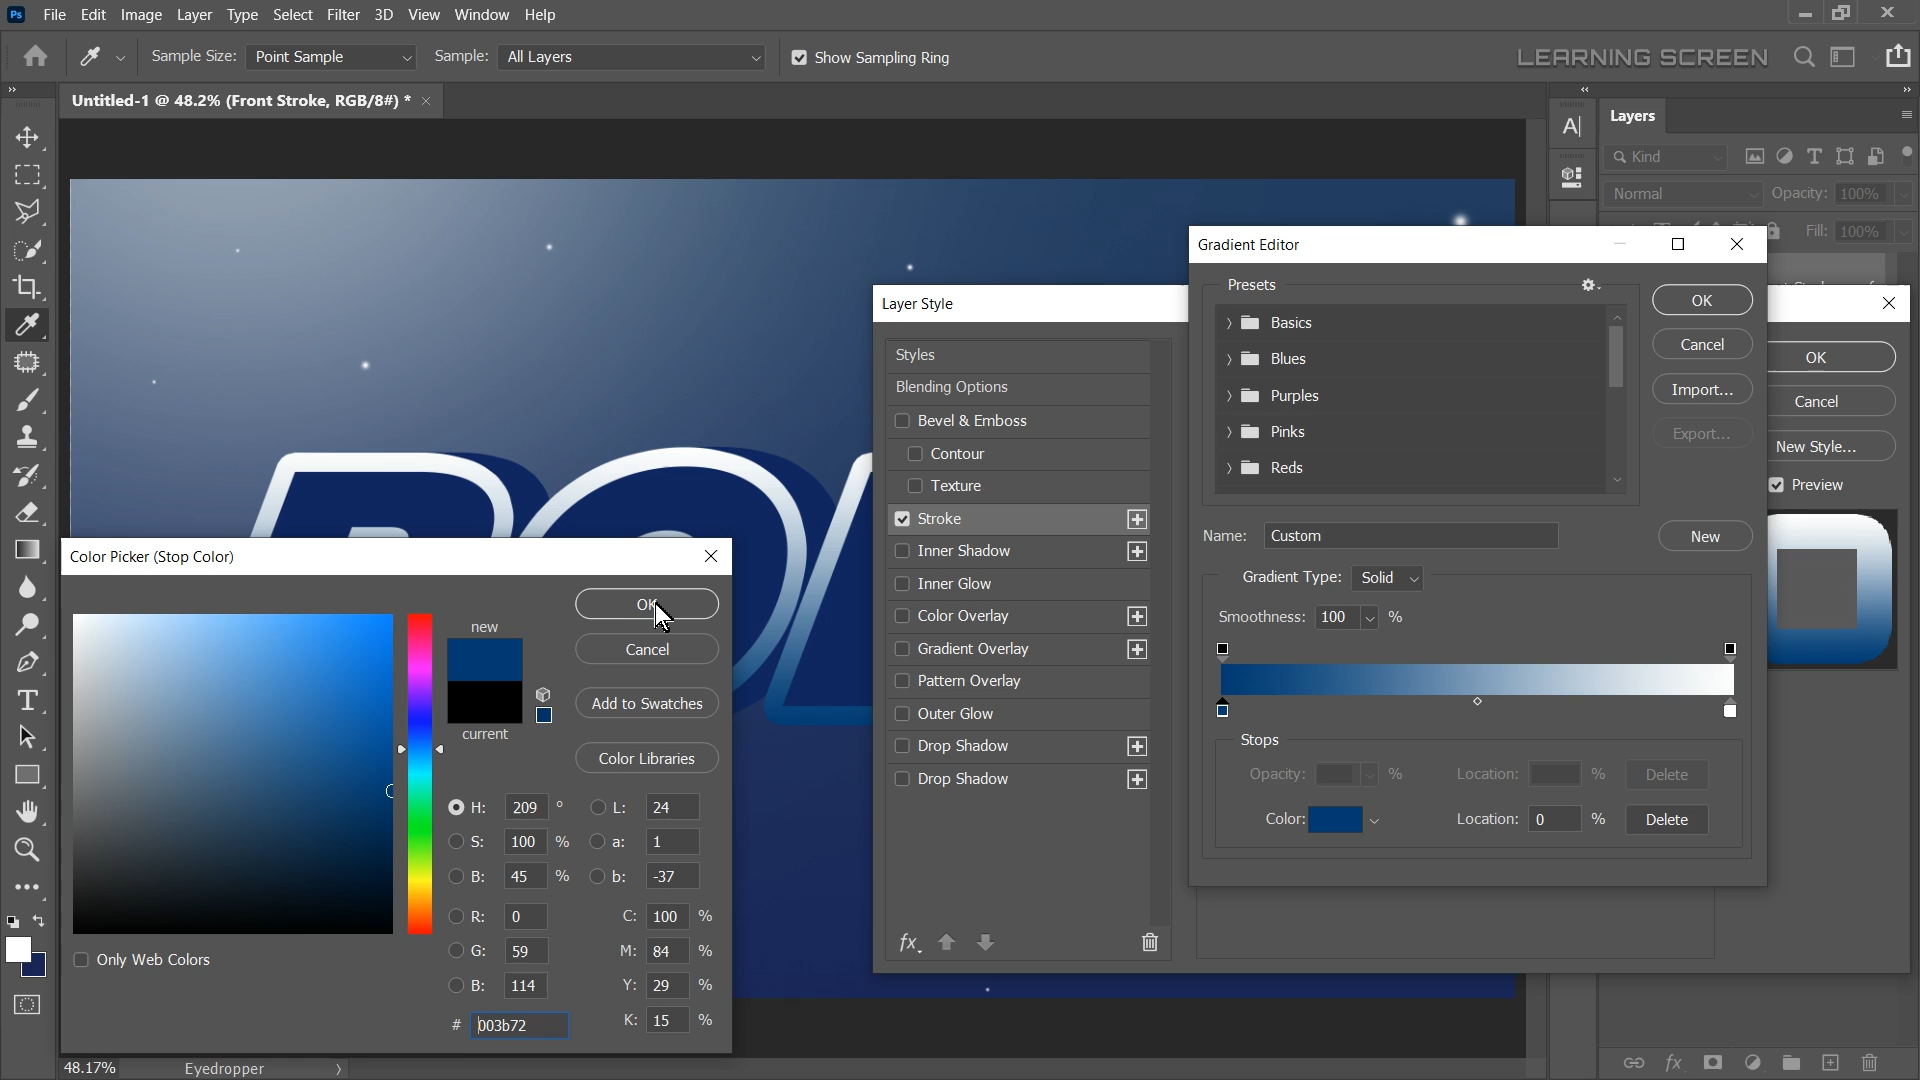 Ps File Edit Image Layer Type Select Filter 3D View Window Help
Sample Size: Point Sample Sample: All Layers Show Sampling Ring LEARNING SCREEN
Untitled-1 @ 48.2% (Front Stroke, RGB/8#) *
Layers
Kind
Normal Opacity: 100%
Fill: 100%
Gradient Editor
Presets
Basics
Blues
Purples
Pinks
Reds
OK
Cancel
Import...
Export...
Name: Custom
New
Gradient Type: Solid
Smoothness: 100 %
Stops
Opacity: % Location: % Delete
Color: Location: 0 % Delete
Layer Style
Styles
Blending Options
Bevel & Emboss
Contour
Texture
Stroke
Inner Shadow
Inner Glow
Color Overlay
Gradient Overlay
Pattern Overlay
Outer Glow
Drop Shadow
Drop Shadow
fx
OK
Cancel
New Style...
Preview
Color Picker (Stop Color)
new
current
OK
Cancel
Add to Swatches
Color Libraries
H: 209 ° L: 24
S: 100 % a: 1
B: 45 % b: -37
R: 0 C: 100 %
G: 59 M: 84 %
B: 114 Y: 29 %
# 003b72 K: 15 %
Only Web Colors
48.17% Eyedropper
fx